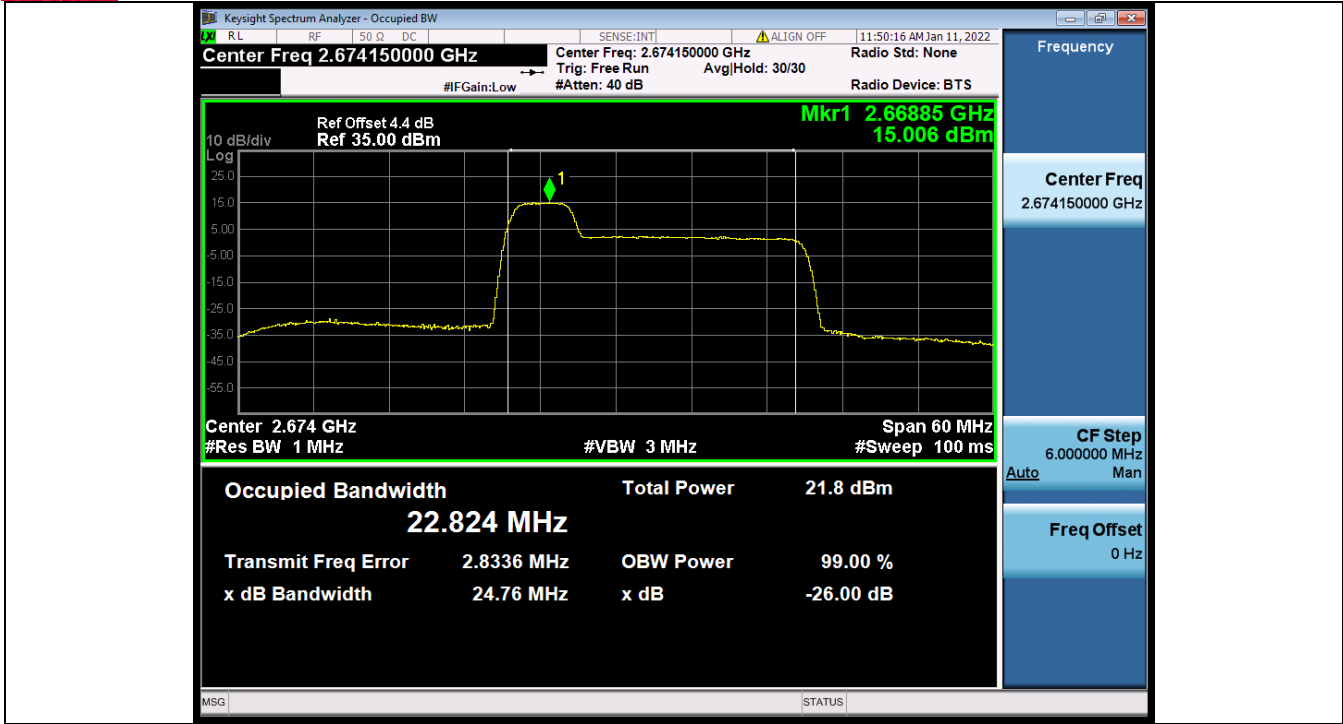 Keysight Spectrum Analyzer - Occupied BW
LXI RL RF 50 Ω DC SENSE:INT ALIGN OFF 11:50:16 AM Jan 11, 2022
Center Freq 2.674150000 GHz
Center Freq: 2.674150000 GHz Radio Std: None
Trig: Free Run Avg|Hold: 30/30
#IFGain:Low #Atten: 40 dB Radio Device: BTS
Frequency
Mkr1 2.66885 GHz
15.006 dBm
Ref Offset 4.4 dB
10 dB/div Ref 35.00 dBm
Log
25.0
15.0
5.00
-5.00
-15.0
-25.0
-35.0
-45.0
-55.0
1
Center 2.674 GHz Span 60 MHz
#Res BW 1 MHz #VBW 3 MHz #Sweep 100 ms
Occupied Bandwidth Total Power 21.8 dBm
22.824 MHz
Transmit Freq Error 2.8336 MHz OBW Power 99.00 %
x dB Bandwidth 24.76 MHz x dB -26.00 dB
Center Freq
2.674150000 GHz
CF Step
6.000000 MHz
Auto Man
Freq Offset
0 Hz
MSG STATUS